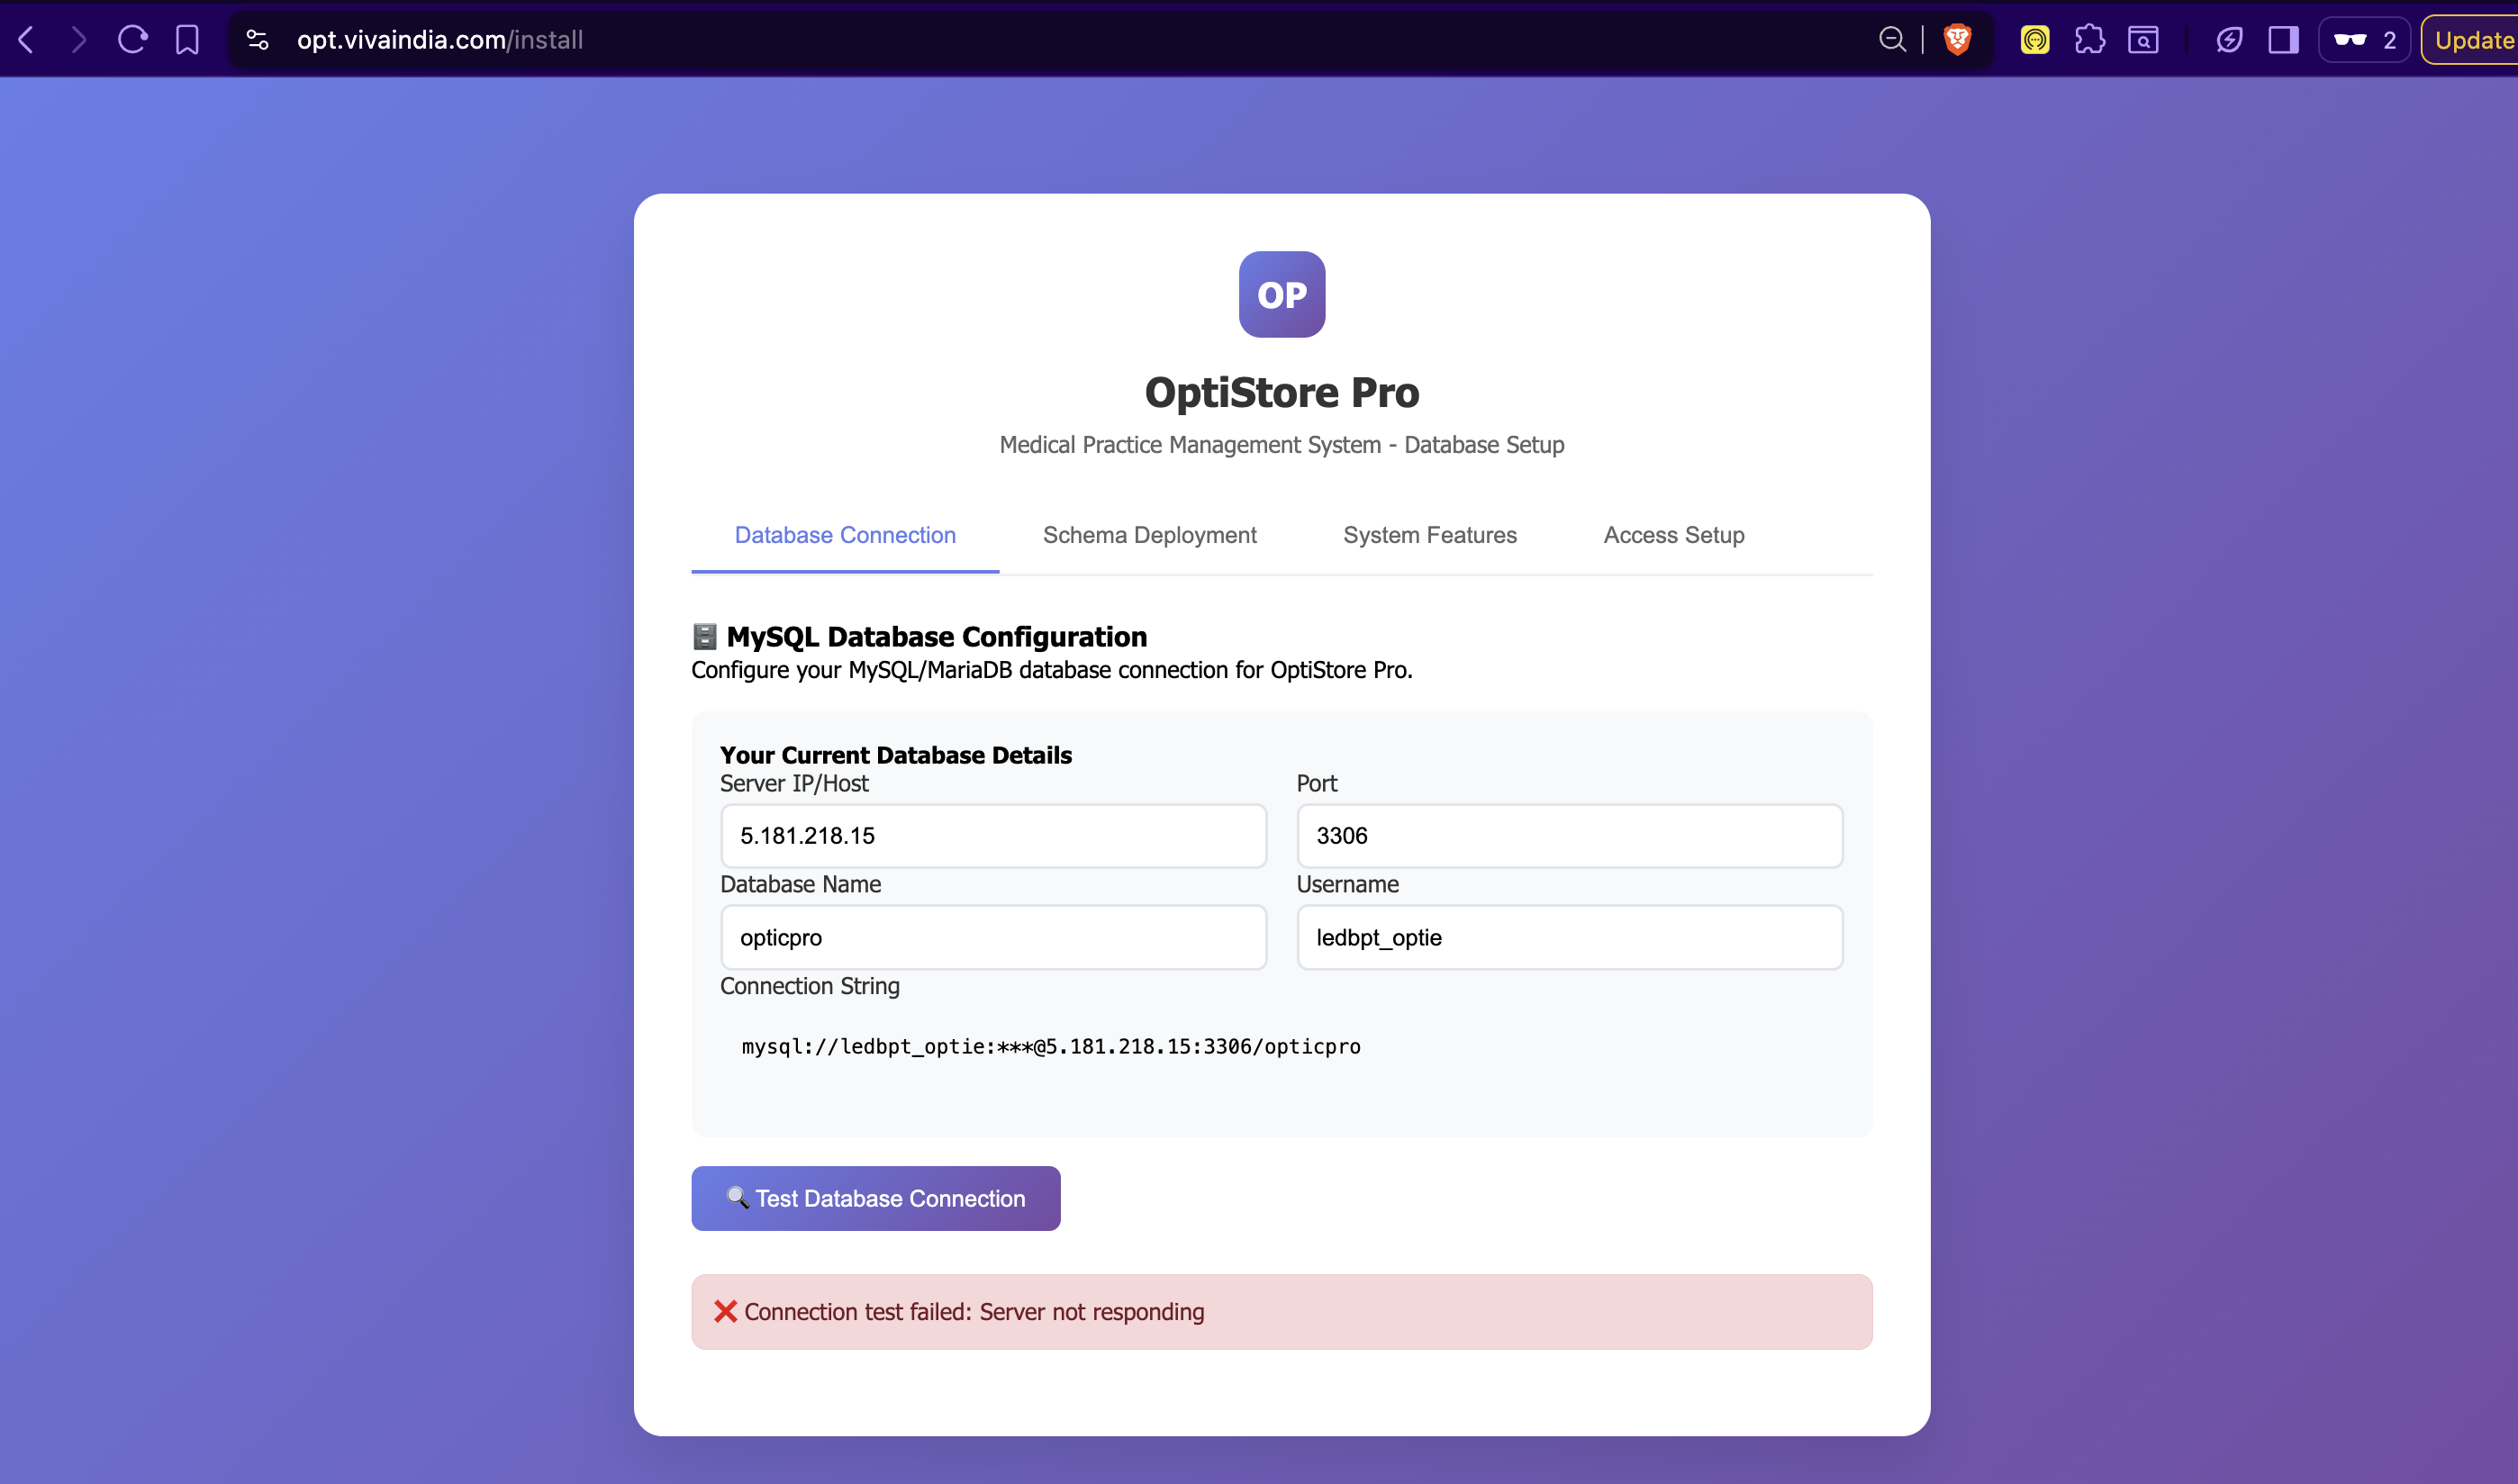 opt.vivaindia.com/install
2
Update
OP
OptiStore Pro
Medical Practice Management System - Database Setup
Database Connection Schema Deployment System Features Access Setup
MySQL Database Configuration
Configure your MySQL/MariaDB database connection for OptiStore Pro.
Your Current Database Details
Server IP/Host Port
5.181.218.15 3306
Database Name Username
opticpro ledbpt_optie
Connection String
mysql://ledbpt_optie:***@5.181.218.15:3306/opticpro
🔍 Test Database Connection
❌ Connection test failed: Server not responding